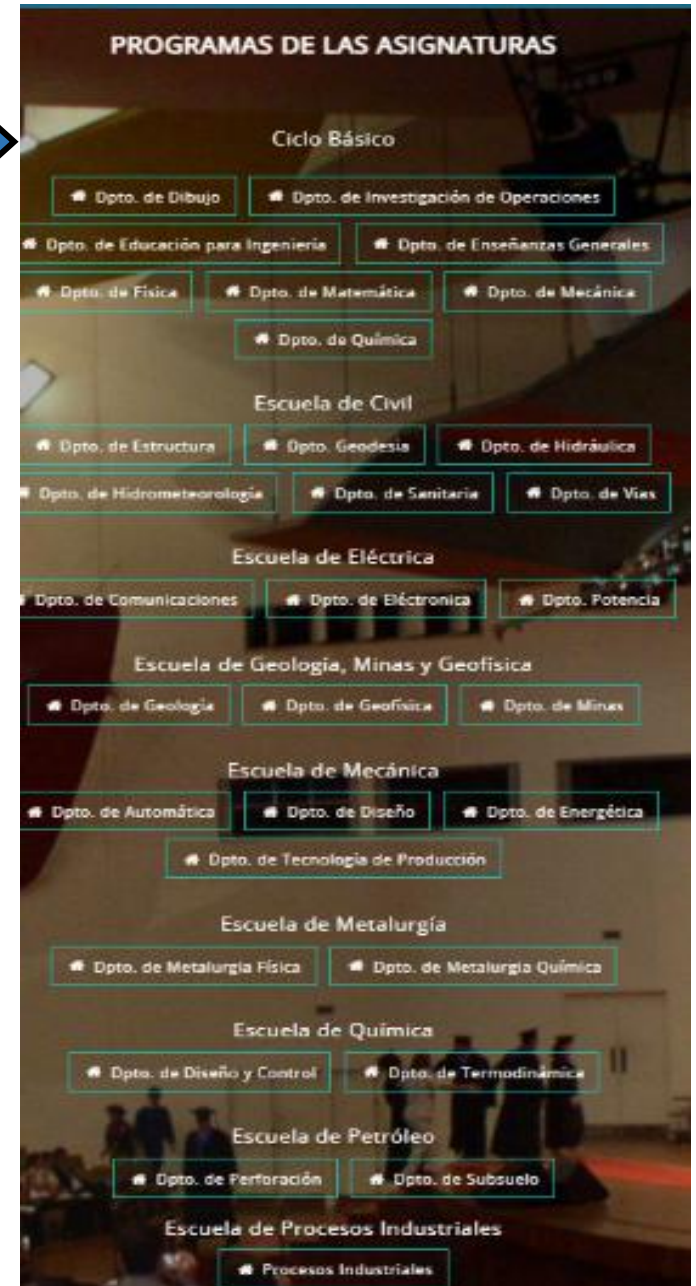 PROGRAMAS DE LAS ASIGNATURAS
Ciclo Básico
Dpto. de Dibujo Dpto. de Investigación de Operaciones
Dpto. de Educación para Ingeniería Dpto. de Enseñanzas Generales
Dpto. de Física Dpto. de Matemática Dpto. de Mecánica
Dpto. de Química
Escuela de Civil
Dpto. de Estructura Dpto. Geodesia Dpto. de Hidráulica
Dpto. de Hidrometeorología Dpto. de Sanitaria Dpto. de Vias
Escuela de Eléctrica
Dpto. de Comunicaciones Dpto. de Eléctronica Dpto. Potencia
Escuela de Geología, Minas y Geofísica
Dpto. de Geología Dpto. de Geofísica Dpto. de Minas
Escuela de Mecánica
Dpto. de Automática Dpto. de Diseño Dpto. de Energética
Dpto. de Tecnología de Producción
Escuela de Metalurgía
Dpto. de Metalurgia Física Dpto. de Metalurgia Química
Escuela de Química
Dpto. de Diseño y Control Dpto. de Termodinámica
Escuela de Petróleo
Dpto. de Perforación Dpto. de Subsuelo
Escuela de Procesos Industriales
Procesos Industriales